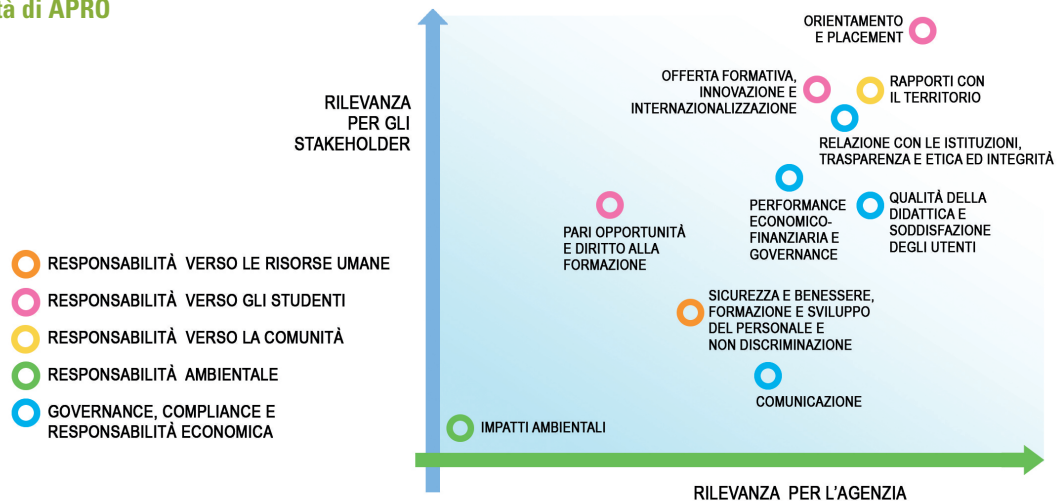 tà di APRO
RILEVANZA
PER GLI
STAKEHOLDER
ORIENTAMENTO
E PLACEMENT
OFFERTA FORMATIVA,
INNOVAZIONE E
INTERNAZIONALIZZAZIONE
RAPPORTI CON
IL TERRITORIO
RELAZIONE CON LE ISTITUZIONI,
TRASPARENZA E ETICA ED INTEGRITÀ
PERFORMANCE
ECONOMICO-
FINANZIARIA E
GOVERNANCE
QUALITÀ DELLA
DIDATTICA E
SODDISFAZIONE
DEGLI UTENTI
PARI OPPORTUNITÀ
E DIRITTO ALLA
FORMAZIONE
SICUREZZA E BENESSERE,
FORMAZIONE E SVILUPPO
DEL PERSONALE E
NON DISCRIMINAZIONE
COMUNICAZIONE
IMPATTI AMBIENTALI
RESPONSABILITÀ VERSO LE RISORSE UMANE
RESPONSABILITÀ VERSO GLI STUDENTI
RESPONSABILITÀ VERSO LA COMUNITÀ
RESPONSABILITÀ AMBIENTALE
GOVERNANCE, COMPLIANCE E
RESPONSABILITÀ ECONOMICA
RILEVANZA PER L'AGENZIA